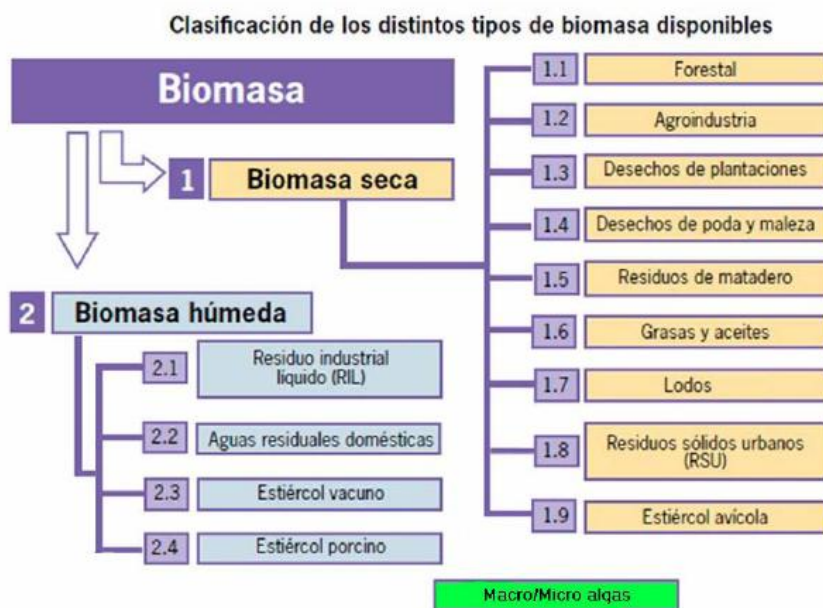 Clasificación de los distintos tipos de biomasa disponibles
Biomasa
1
Biomasa seca
1.1
Forestal
1.2
Agroindustria
1.3
Desechos de plantaciones
1.4
Desechos de poda y maleza
1.5
Residuos de matadero
1.6
Grasas y aceites
1.7
Lodos
1.8
Residuos sólidos urbanos
(RSU)
1.9
Estiércol avícola
2
Biomasa húmeda
2.1
Residuo industrial
líquido (RIL)
2.2
Aguas residuales domésticas
2.3
Estiércol vacuno
2.4
Estiércol porcino
Macro/Micro algas